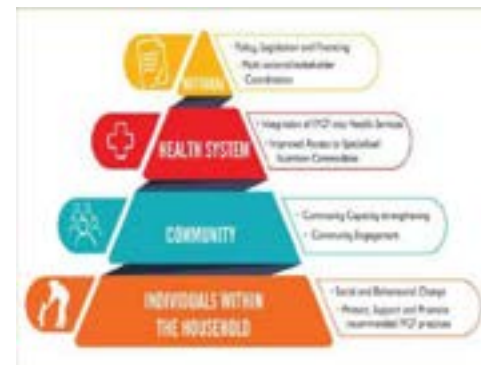 NATIONAL
- Policy, Legislation and Financing
- Multi-sectoral/stakeholder
Coordination
HEALTH SYSTEM
- Integration of IYCF into Health Services
- Improved Access to Specialised
Nutrition Commodities
COMMUNITY
- Community Capacity strengthening
- Community Engagement
INDIVIDUALS WITHIN
THE HOUSEHOLD
- Social and Behavioural Change
- Protect, Support and Promote
recommended IYCF practices